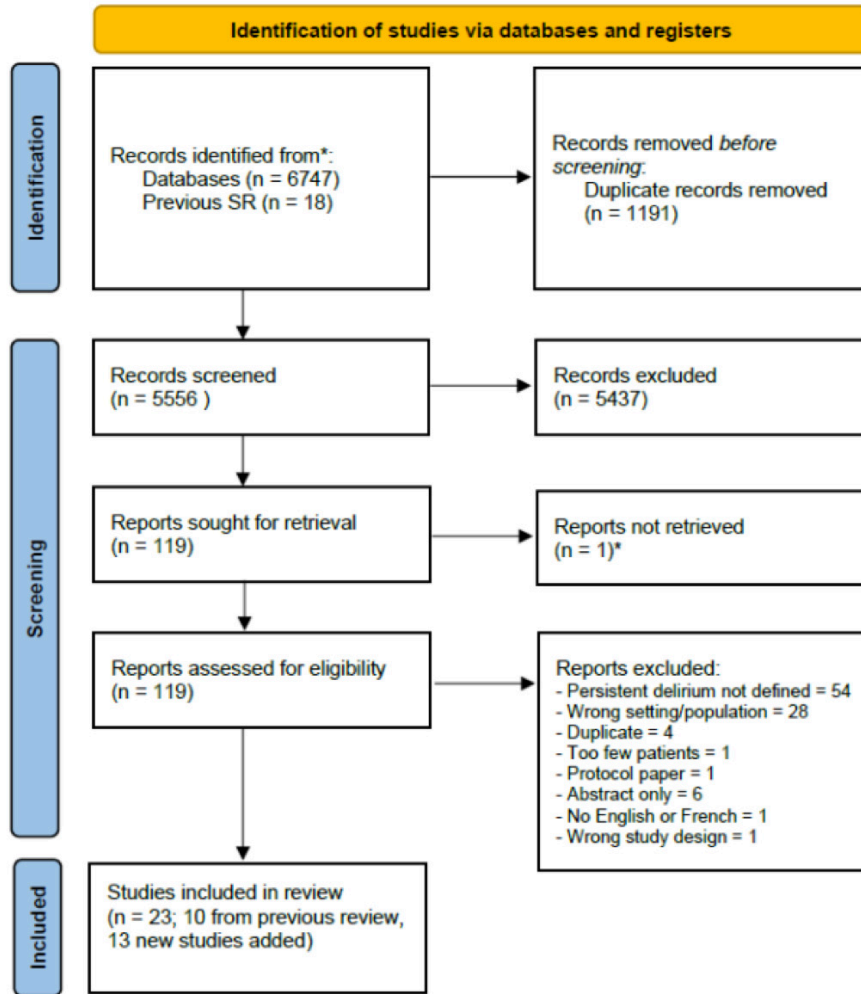 Identification of studies via databases and registers
Identification
Records identified from*:
Databases (n = 6747)
Previous SR (n = 18)
Records removed before
screening:
Duplicate records removed
(n = 1191)
Screening
Records screened
(n = 5556 )
Records excluded
(n = 5437)
Reports sought for retrieval
(n = 119)
Reports not retrieved
(n = 1)*
Reports assessed for eligibility
(n = 119)
Reports excluded:
- Persistent delirium not defined = 54
- Wrong setting/population = 28
- Duplicate = 4
- Too few patients = 1
- Protocol paper = 1
- Abstract only = 6
- No English or French = 1
- Wrong study design = 1
Included
Studies included in review
(n = 23; 10 from previous review,
13 new studies added)